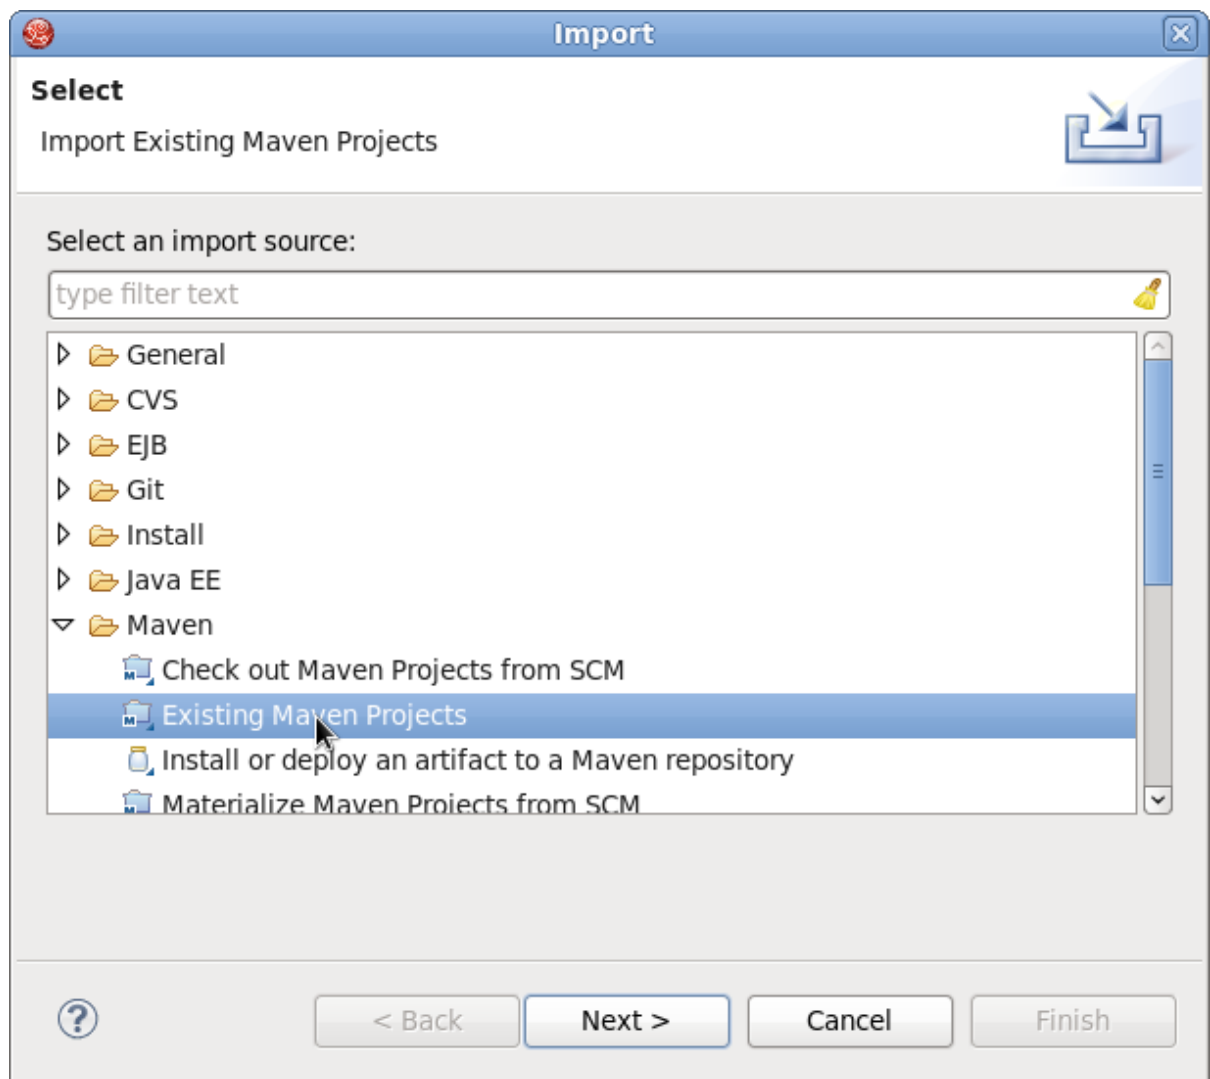 Import
Select
Import Existing Maven Projects
Select an import source:
type filter text
General
CVS
EJB
Git
Install
Java EE
Maven
Check out Maven Projects from SCM
Existing Maven Projects
Install or deploy an artifact to a Maven repository
Materialize Maven Projects from SCM
< Back Next > Cancel Finish